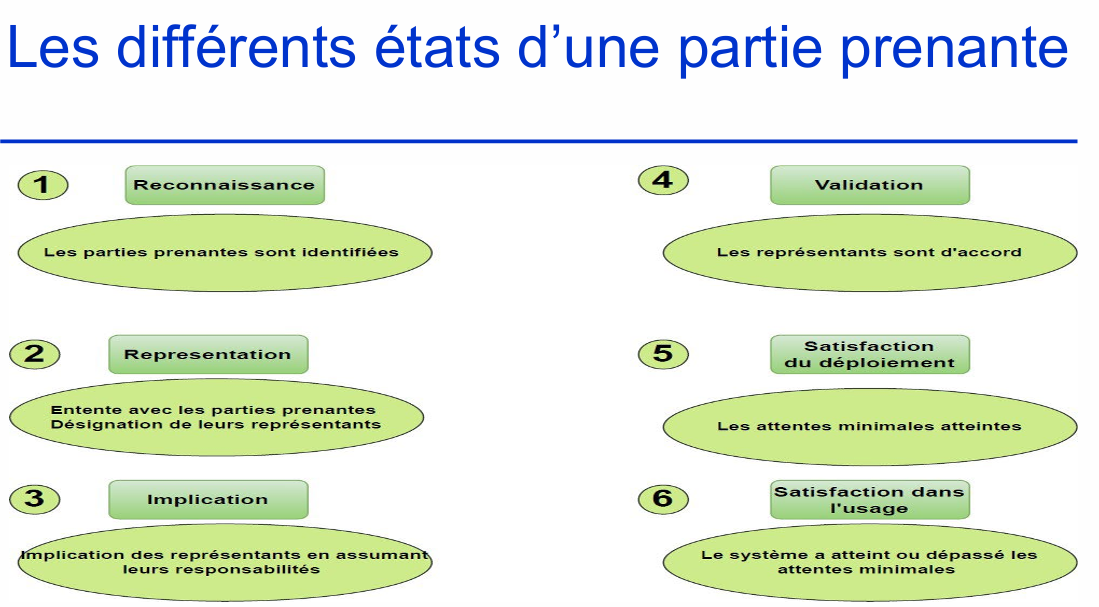 Les différents états d’une partie prenante
1
Reconnaissance
Les parties prenantes sont identifiées
2
Representation
Entente avec les parties prenantes
Désignation de leurs représentants
3
Implication
Implication des représentants en assumant
leurs responsabilités
4
Validation
Les représentants sont d'accord
5
Satisfaction
du déploiement
Les attentes minimales atteintes
6
Satisfaction dans
l'usage
Le système a atteint ou dépassé les
attentes minimales